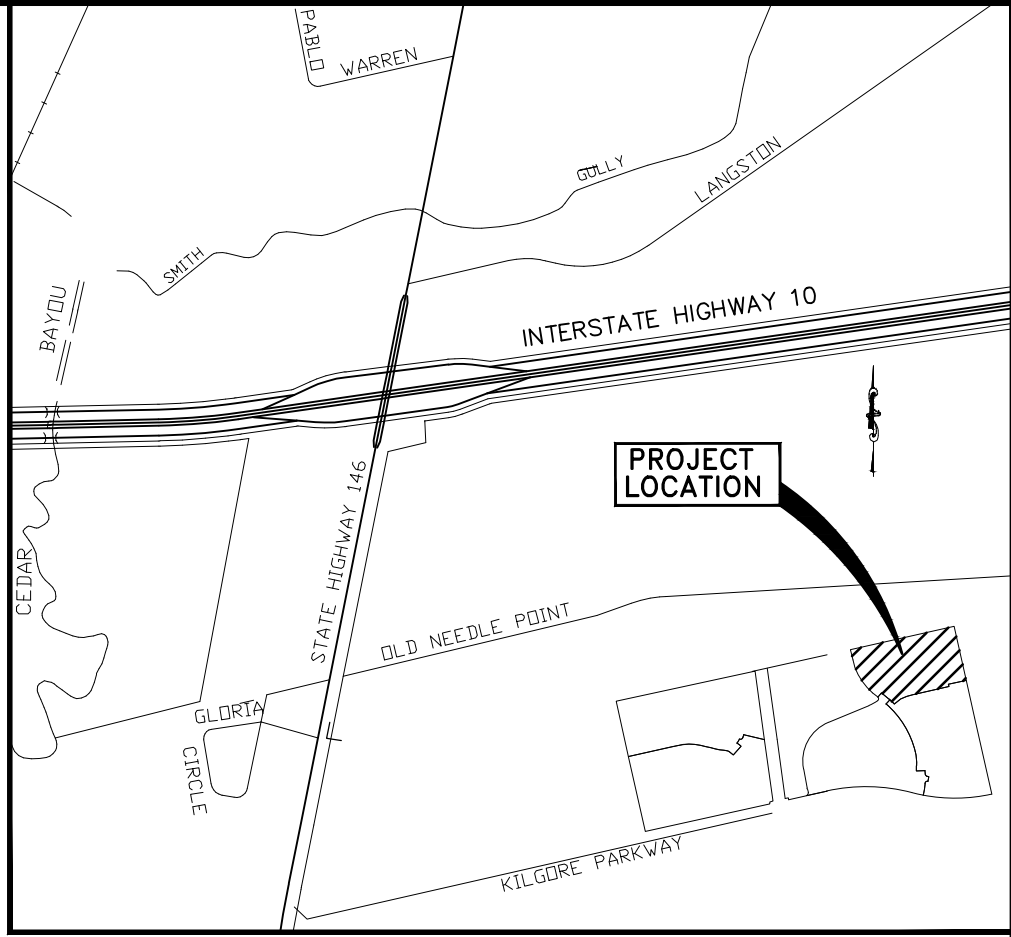 PABLO
WARREN
GULLY
LANGSTON
SMITH
BAYOU
INTERSTATE HIGHWAY 10
PROJECT
LOCATION
STATE HIGHWAY 146
CEDAR
OLD NEEDLE POINT
GLORIA
CIRCLE
KILGORE PARKWAY